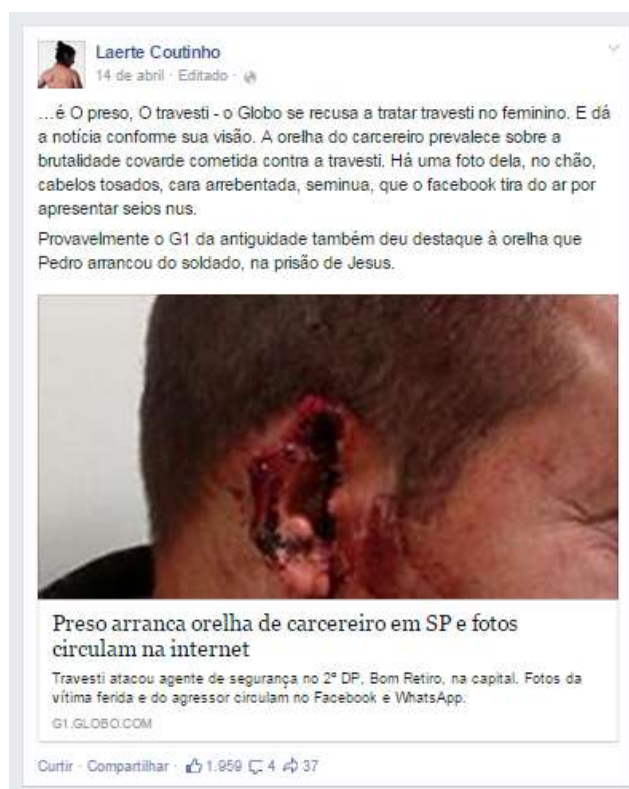 Laerte Coutinho
14 de abril · Editado ·
...é O preso, O travesti - o Globo se recusa a tratar travesti no feminino. E dá
a notícia conforme sua visão. A orelha do carcereiro prevalece sobre a
brutalidade covarde cometida contra a travesti. Há uma foto dela, no chão,
cabelos tosados, cara arrebentada, seminua, que o facebook tira do ar por
apresentar seios nus.
Provavelmente o G1 da antiguidade também deu destaque à orelha que
Pedro arrancou do soldado, na prisão de Jesus.
Preso arranca orelha de carcereiro em SP e fotos
circulam na internet
Travesti atacou agente de segurança no 2ª DP, Bom Retiro, na capital. Fotos da
vítima ferida e do agressor circulam no Facebook e WhatsApp.
G1.GLOBO.COM
Curtir · Compartilhar · 1.959 4 37